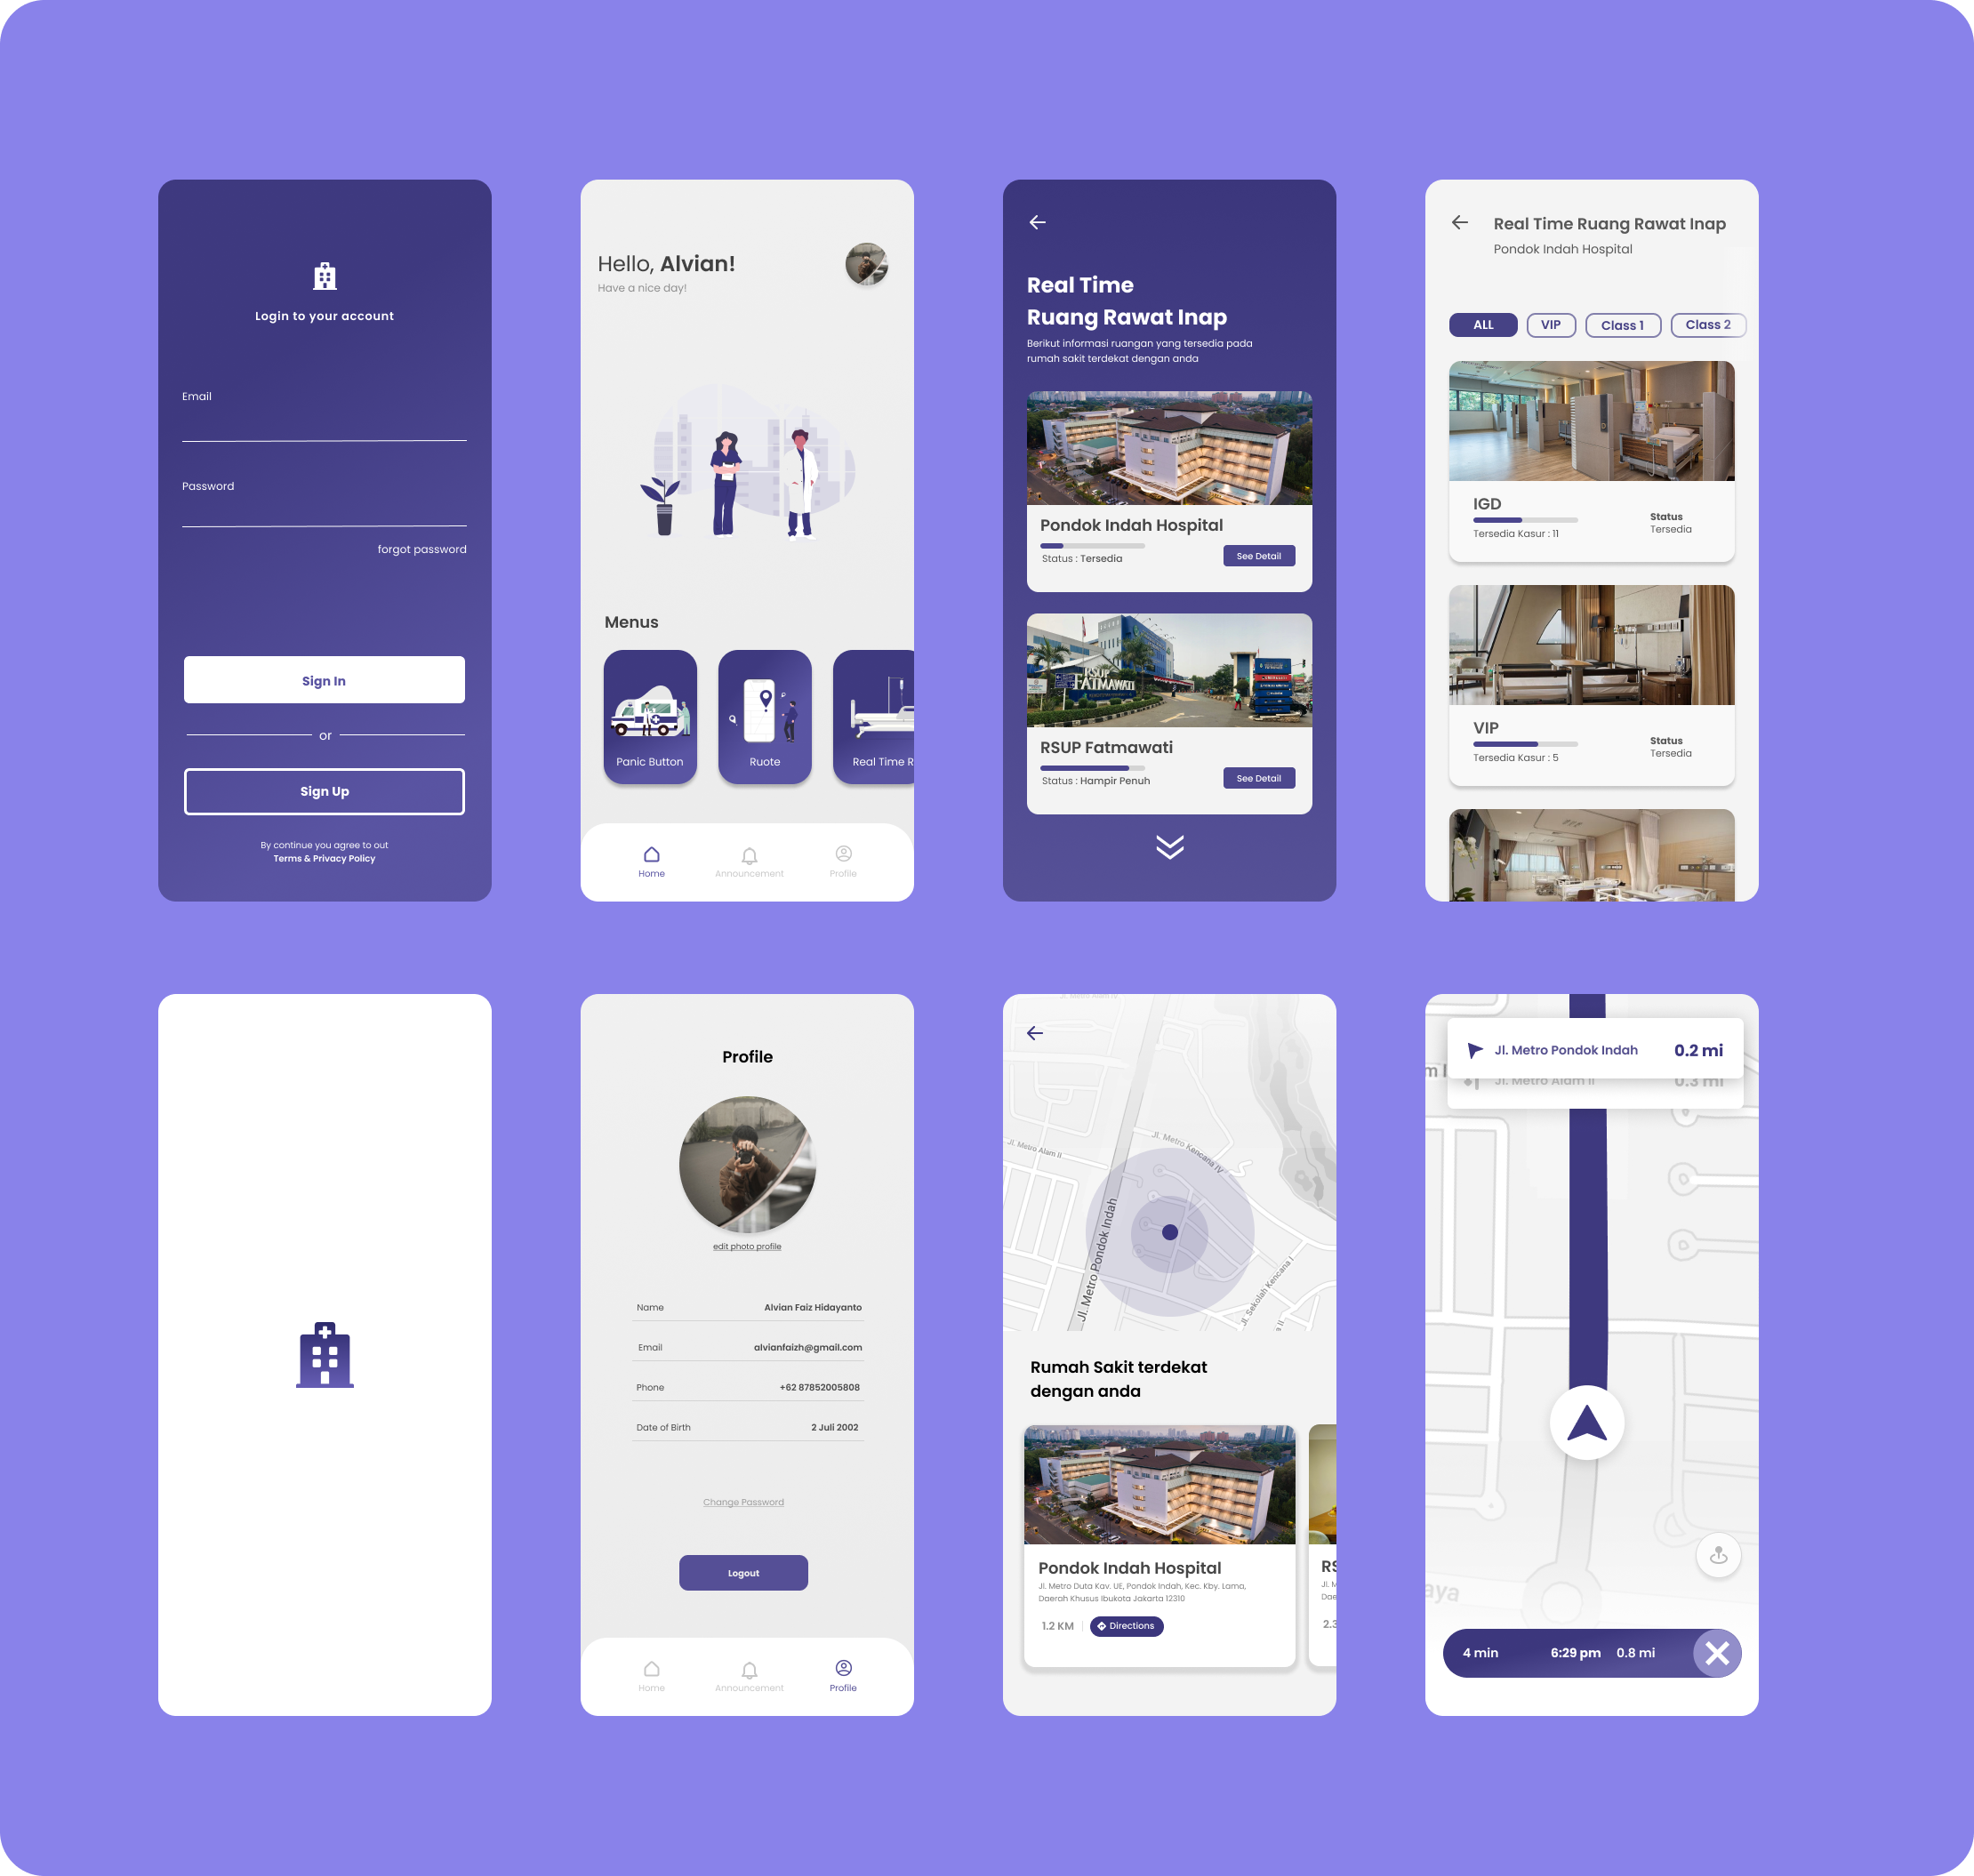 Login to your account
Email
Password
forgot password
Sign In
or
Sign Up
By continue you agree to out
Terms & Privacy Policy
Hello, Alvian!
Have a nice day!
Menus
Panic Button
Ruote
Real Time R
Home
Announcement
Profile
Real Time
Ruang Rawat Inap
Berikut informasi ruangan yang tersedia pada
rumah sakit terdekat dengan anda
Pondok Indah Hospital
Status : Tersedia
See Detail
RSUP
FATMAWATI
RSUP Fatmawati
Status : Hampir Penuh
See Detail
Real Time Ruang Rawat Inap
Pondok Indah Hospital
ALL
VIP
Class 1
Class 2
IGD
Tersedia Kasur : 11
Status
Tersedia
VIP
Tersedia Kasur : 5
Status
Tersedia
Profile
edit photo profile
Name
Alvian Faiz Hidayanto
Email
alvianfaizh@gmail.com
Phone
+62 87852005808
Date of Birth
2 Juli 2002
Change Password
Logout
Home
Announcement
Profile
Jl. Metro Alam IV
Jl. Metro Alam II
Jl. Metro Kencana IV
Jl. Metro Pondok Indah
Jl. Sekolah Kencana I
a II
Rumah Sakit terdekat
dengan anda
Pondok Indah Hospital
Jl. Metro Duta Kav. UE, Pondok Indah, Kec. Kby. Lama,
Daerah Khusus Ibukota Jakarta 12310
1.2 KM
Directions
RS
Jl. M
Dae
2.3
Jl. Metro Pondok Indah
0.2 mi
m I
Jl. Metro Alam II
0.3 mi
aya
4 min
6:29 pm
0.8 mi